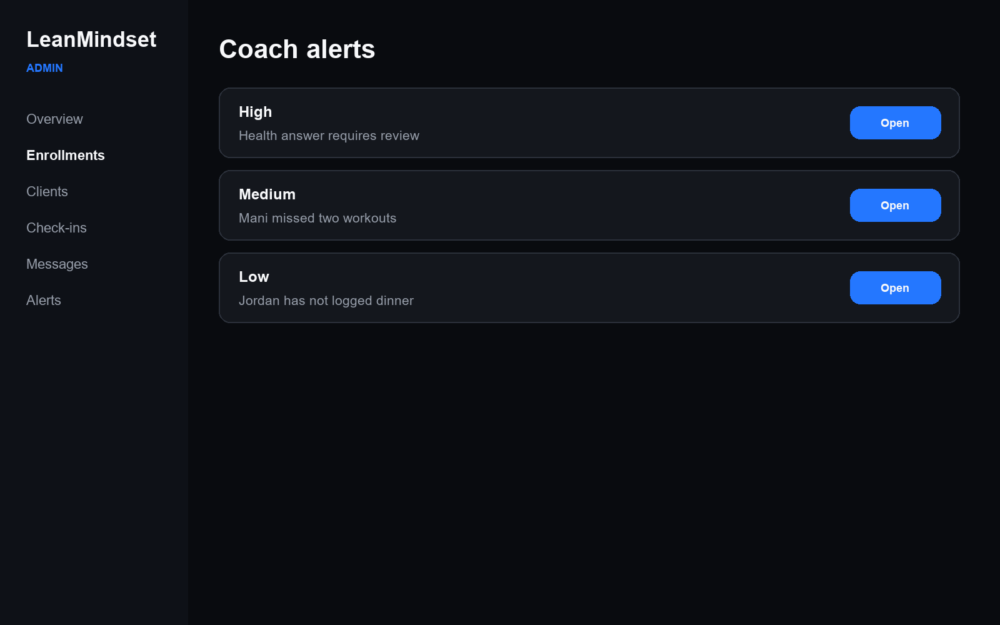 LeanMindset
ADMIN
Overview
Enrollments
Clients
Check-ins
Messages
Alerts
Coach alerts
High
Health answer requires review
Open
Medium
Mani missed two workouts
Open
Low
Jordan has not logged dinner
Open